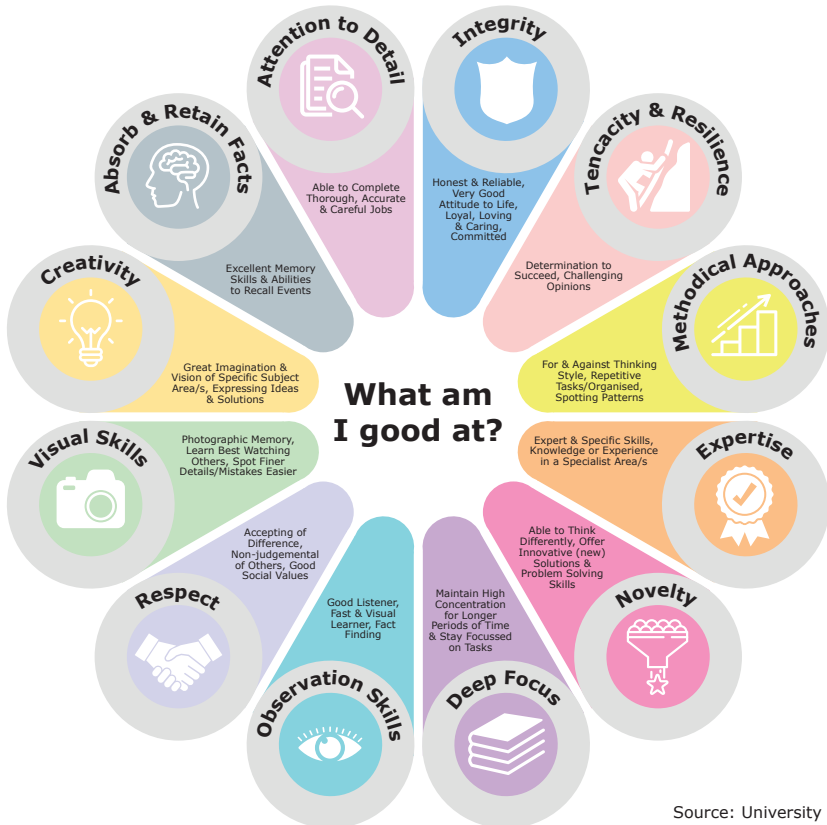 What am
I good at?
Attention to Detail
Able to Complete
Thorough, Accurate
& Careful Jobs
Integrity
Honest & Reliable,
Very Good
Attitude to Life,
Loyal, Loving
& Caring,
Committed
Tencacity & Resilience
Determination to
Succeed, Challenging
Opinions
Methodical Approaches
For & Against Thinking
Style, Repetitive
Tasks/Organised,
Spotting Patterns
Expertise
Expert & Specific Skills,
Knowledge or Experience
in a Specialist Area/s
Novelty
Able to Think
Differently, Offer
Innovative (new)
Solutions &
Problem Solving
Skills
Deep Focus
Maintain High
Concentration
for Longer
Periods of Time
& Stay Focussed
on Tasks
Observation Skills
Good Listener,
Fast & Visual
Learner, Fact
Finding
Respect
Accepting of
Difference,
Non-judgemental
of Others, Good
Social Values
Visual Skills
Photographic Memory,
Learn Best Watching
Others, Spot Finer
Details/Mistakes Easier
Creativity
Great Imagination &
Vision of Specific Subject
Area/s, Expressing Ideas
& Solutions
Absorb & Retain Facts
Excellent Memory
Skills & Abilities
to Recall Events
Source: University